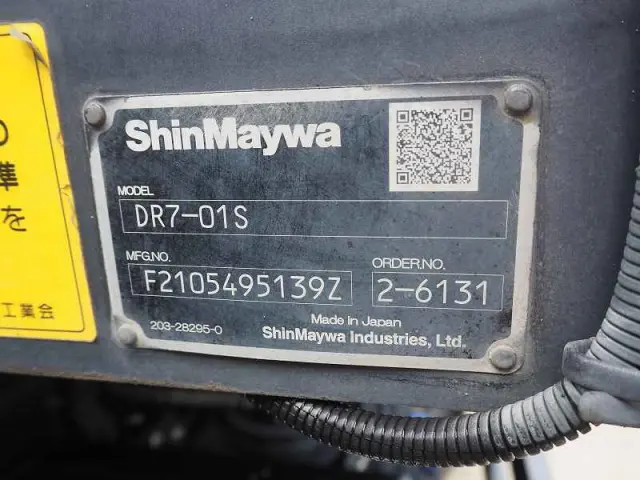 ShinMaywa
MODEL
DR7-01S
MFG.NO.
F2105495139Z
ORDER.NO.
2-6131
203-28295-0
Made in Japan
ShinMaywa Industries, Ltd.
の
準
を
工業会